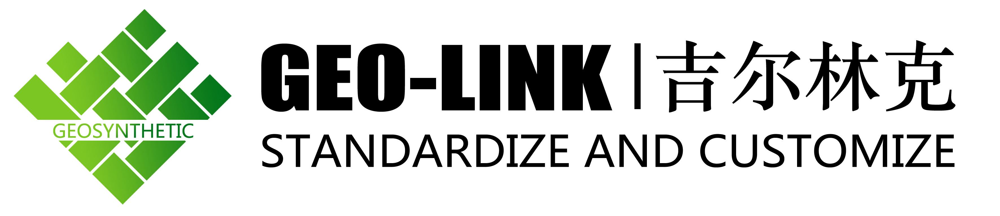 GEOSYNTHETIC
GEO-LINK | 吉尔林克
STANDARDIZE AND CUSTOMIZE